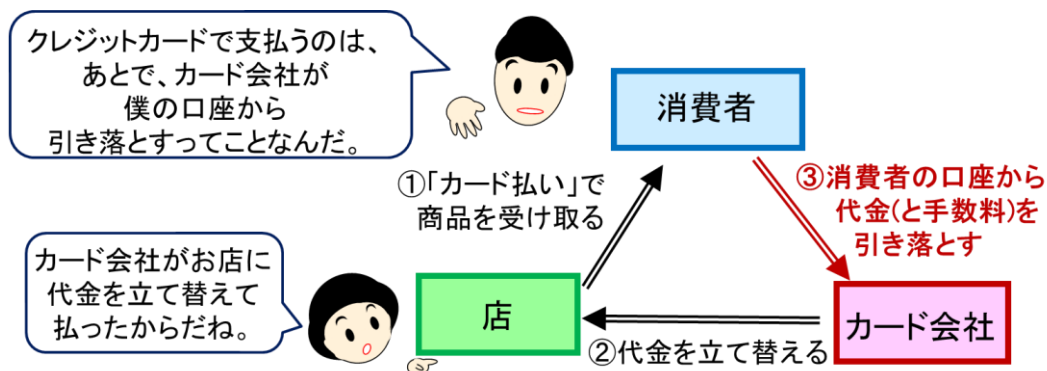 クレジットカードで支払うのは、
あとで、カード会社が
僕の口座から
引き落とすってことなんだ。
消費者
①「カード払い」で
商品を受け取る
③消費者の口座から
代金(と手数料)を
引き落とす
カード会社がお店に
代金を立て替えて
払ったからだね。
店
カード会社
②代金を立て替える